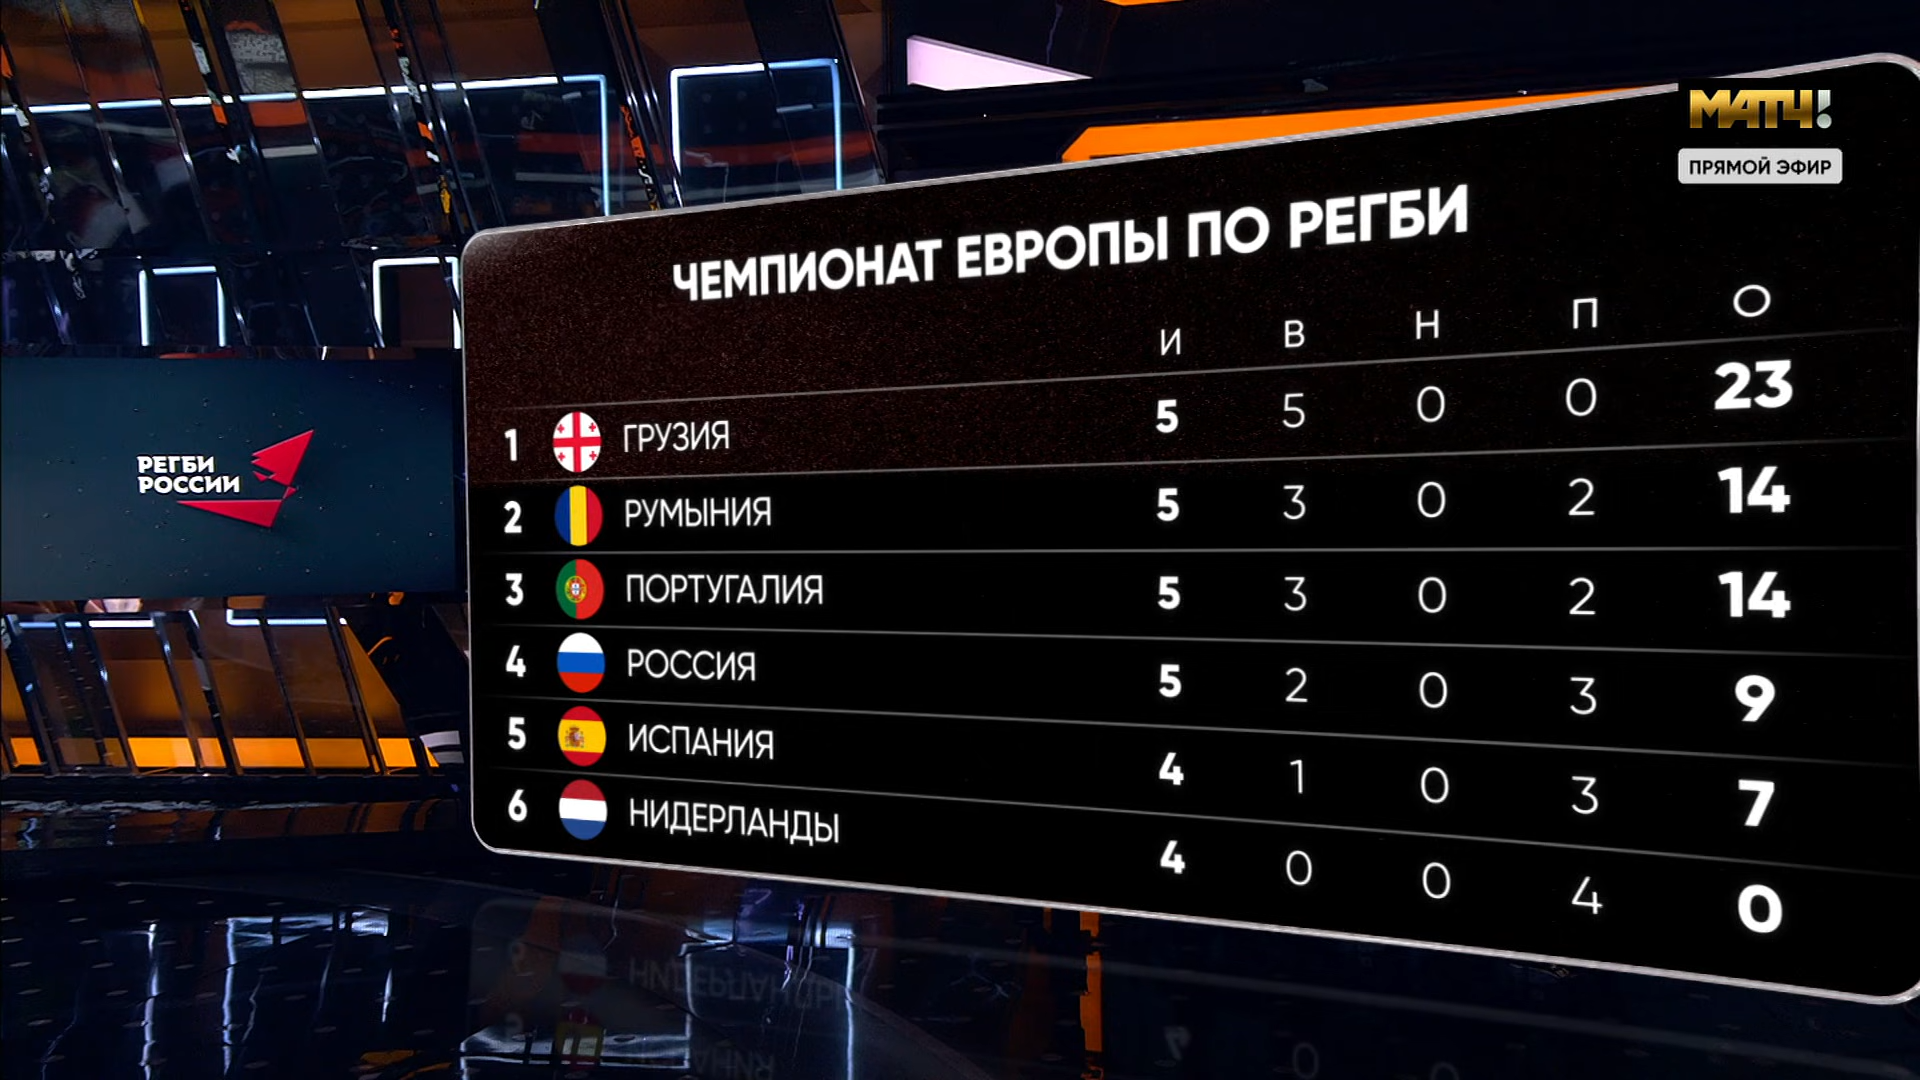 МАТЧ!
ПРЯМОЙ ЭФИР
ЧЕМПИОНАТ ЕВРОПЫ ПО РЕГБИ
И В Н П О
1 ГРУЗИЯ 5 5 0 0 23
2 РУМЫНИЯ 5 3 0 2 14
3 ПОРТУГАЛИЯ 5 3 0 2 14
4 РОССИЯ 5 2 0 3 9
5 ИСПАНИЯ 4 1 0 3 7
6 НИДЕРЛАНДЫ 4 0 0 4 0
РЕГБИ
РОССИИ